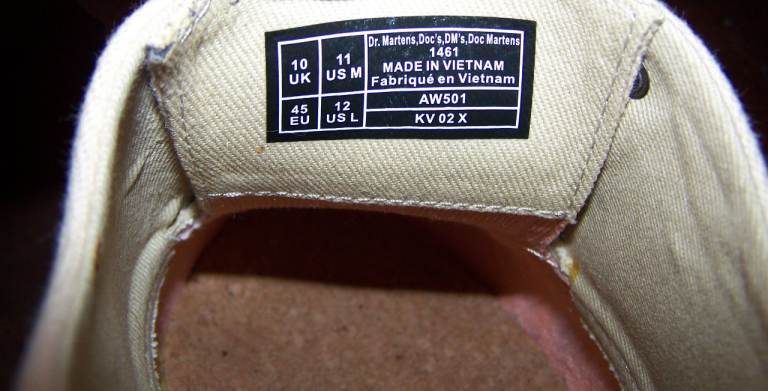 10
UK
11
US M
45
EU
12
US L
Dr. Martens,Doc's,DM's,Doc Martens
1461
MADE IN VIETNAM
Fabriqué en Vietnam
AW501
KV 02 X